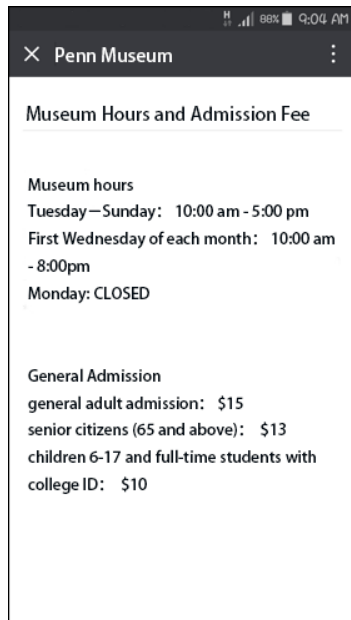 H 88% 9:04 AM
× Penn Museum
Museum Hours and Admission Fee
Museum hours
Tuesday—Sunday: 10:00 am - 5:00 pm
First Wednesday of each month: 10:00 am
- 8:00pm
Monday: CLOSED
General Admission
general adult admission: $15
senior citizens (65 and above): $13
children 6-17 and full-time students with
college ID: $10